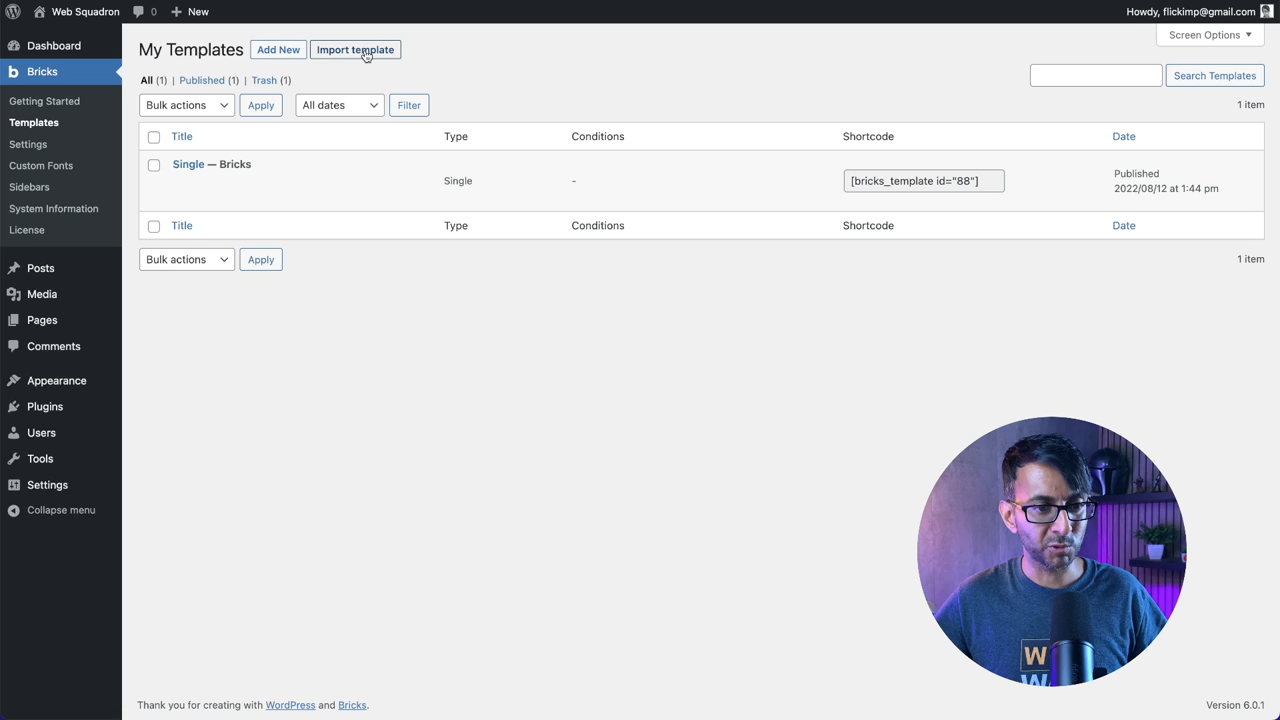 Web Squadron 0 New Howdy, flickimp@gmail.com
Dashboard
Bricks
Getting Started
Templates
Settings
Custom Fonts
Sidebars
System Information
License
Posts
Media
Pages
Comments
Appearance
Plugins
Users
Tools
Settings
Collapse menu
Screen Options
My Templates Add New Import template
All (1) | Published (1) | Trash (1)
Search Templates
Bulk actions Apply All dates Filter 1 item
Title Type Conditions Shortcode Date
Single — Bricks Single - [bricks_template id="88"] Published
2022/08/12 at 1:44 pm
Title Type Conditions Shortcode Date
Bulk actions Apply 1 item
W
W
Thank you for creating with WordPress and Bricks. Version 6.0.1